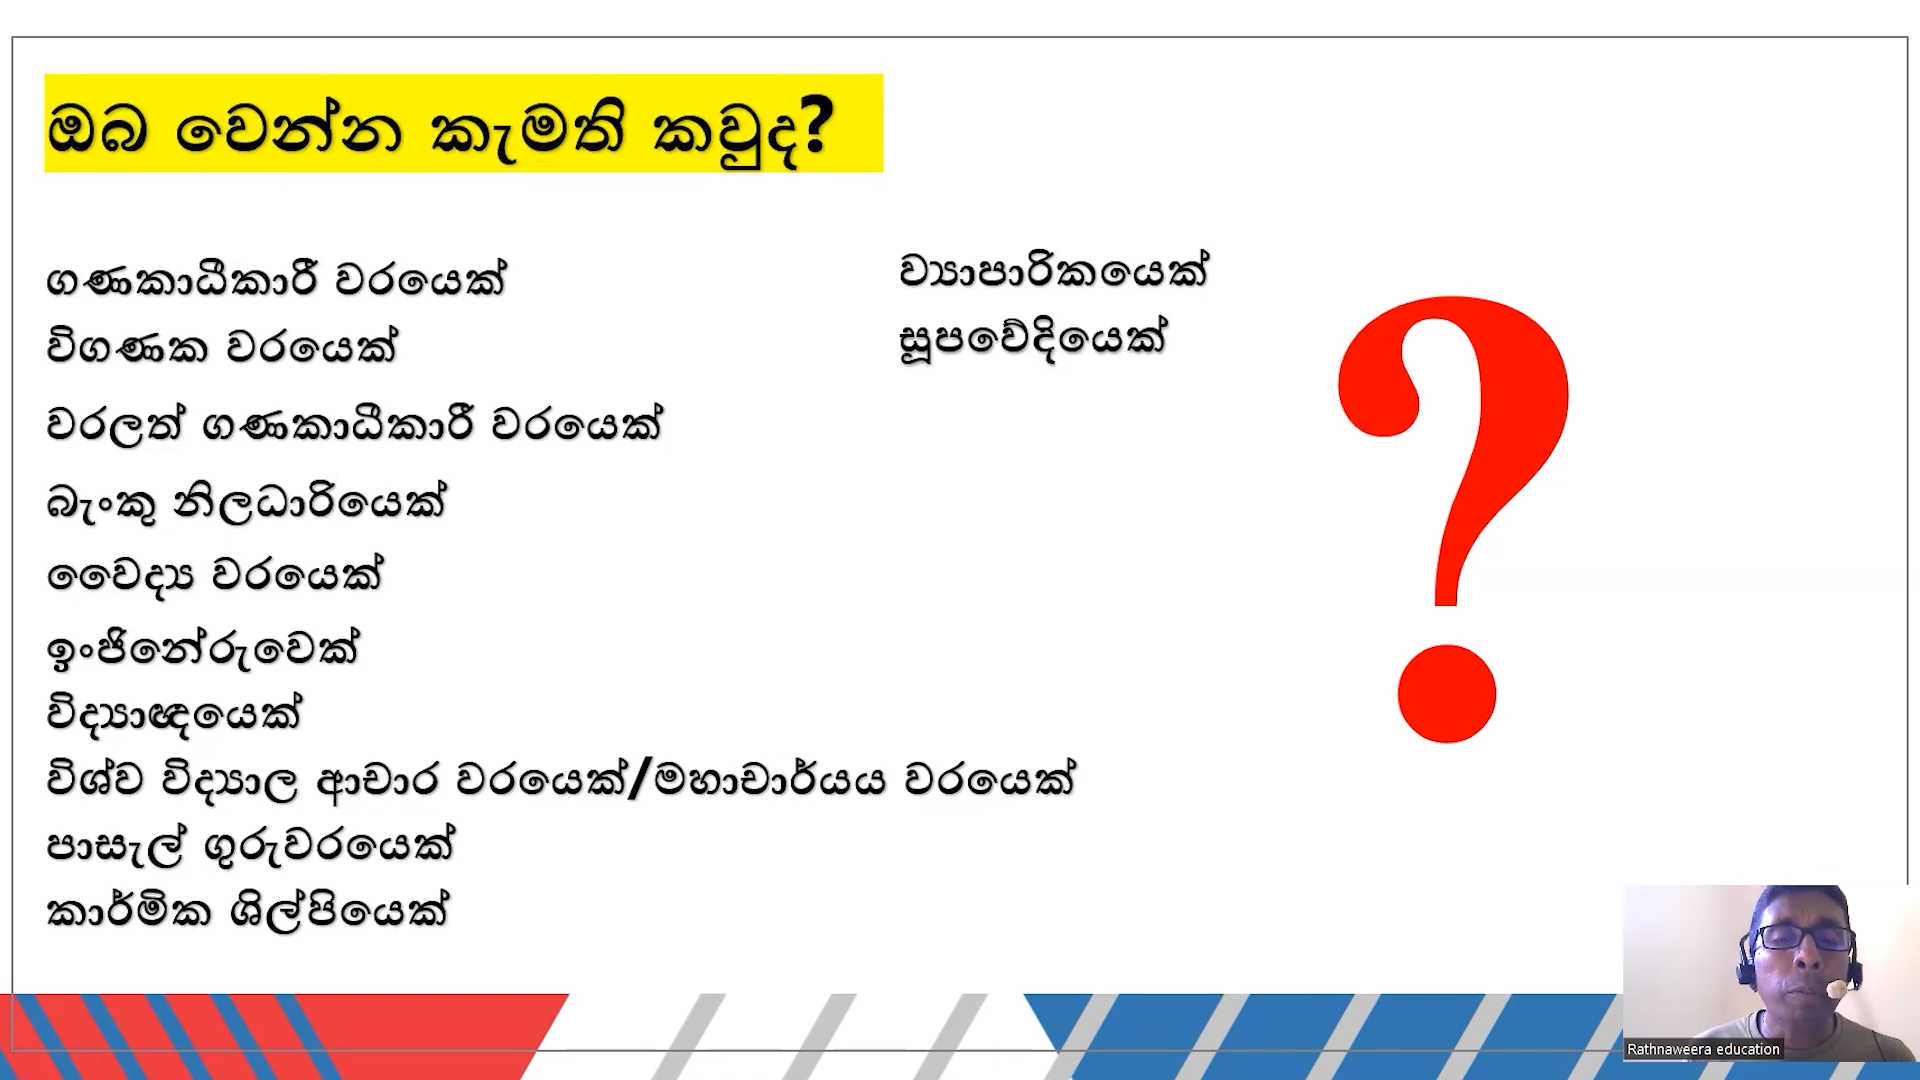 ඔබ වෙන්න කැමති කවුද?
ගණකාධීකාරී වරයෙක්
විගණක වරයෙක්
වරලත් ගණකාධීකාරී වරයෙක්
බැංකු නිලධාරියෙක්
වෛද්‍ය වරයෙක්
ඉංජිනේරුවෙක්
විද්‍යාඥයෙක්
විශ්ව විද්‍යාල ආචාර වරයෙක්/මහාචාර්යය වරයෙක්
පාසැල් ගුරුවරයෙක්
කාර්මික ශිල්පියෙක්
ව්‍යාපාරිකයෙක්
සූපවේදියෙක්
?
Rathnaweera education